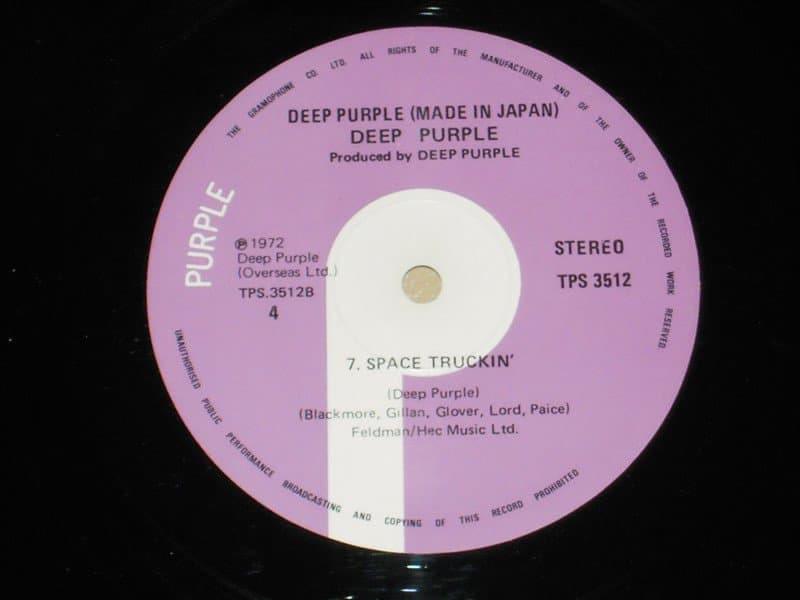 THE GRAMOPHONE CO. LTD. ALL RIGHTS OF THE MANUFACTURER AND OF THE OWNER OF THE RECORDED WORK RESERVED
DEEP PURPLE (MADE IN JAPAN)
DEEP PURPLE
Produced by DEEP PURPLE
PURPLE
℗ 1972
Deep Purple
(Overseas Ltd.)
TPS.3512B
4
STEREO
TPS 3512
7. SPACE TRUCKIN'
(Deep Purple)
(Blackmore, Gillan, Glover, Lord, Paice)
Feldman/Hec Music Ltd.
UNAUTHORISED PUBLIC PERFORMANCE BROADCASTING AND COPYING OF THIS RECORD PROHIBITED